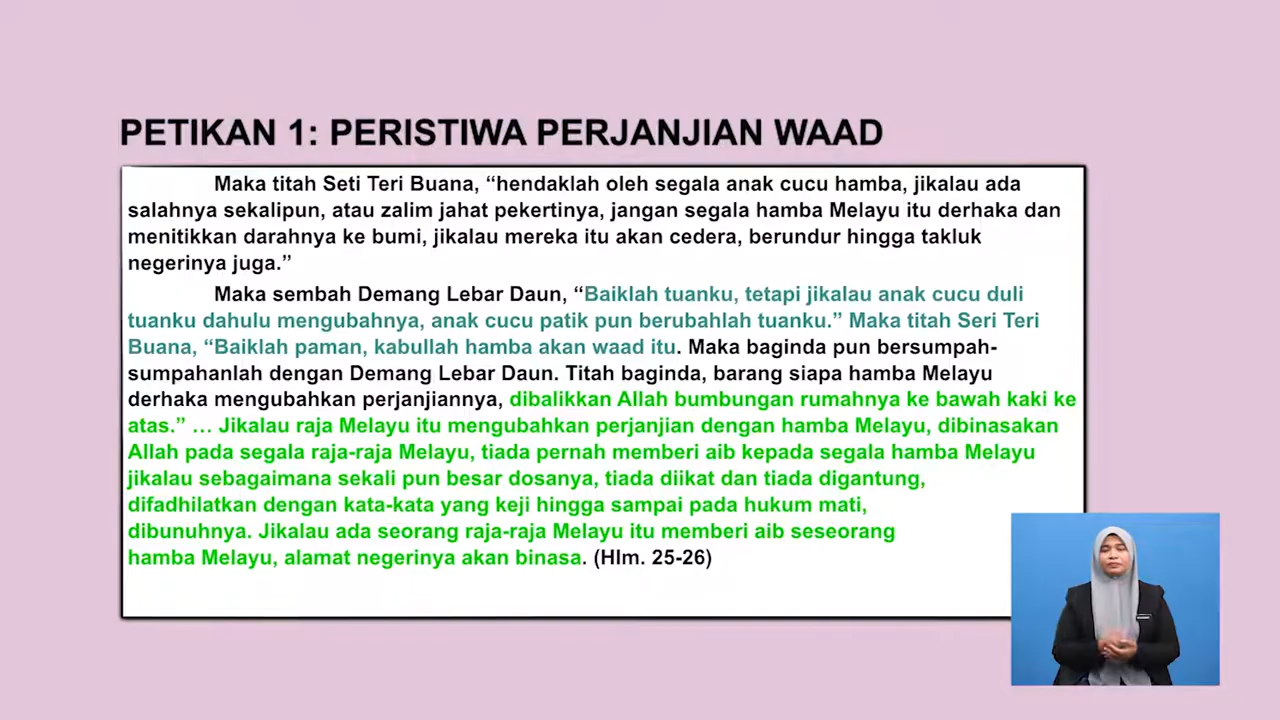 PETIKAN 1: PERISTIWA PERJANJIAN WAAD
Maka titah Seti Teri Buana, “hendaklah oleh segala anak cucu hamba, jikalau ada
salahnya sekalipun, atau zalim jahat pekertinya, jangan segala hamba Melayu itu derhaka dan
menitikkan darahnya ke bumi, jikalau mereka itu akan cedera, berundur hingga takluk
negerinya juga.”
Maka sembah Demang Lebar Daun, “Baiklah tuanku, tetapi jikalau anak cucu duli
tuanku dahulu mengubahnya, anak cucu patik pun berubahlah tuanku.” Maka titah Seri Teri
Buana, “Baiklah paman, kabullah hamba akan waad itu. Maka baginda pun bersumpah-
sumpahanlah dengan Demang Lebar Daun. Titah baginda, barang siapa hamba Melayu
derhaka mengubahkan perjanjiannya, dibalikkan Allah bumbungan rumahnya ke bawah kaki ke
atas.” … Jikalau raja Melayu itu mengubahkan perjanjian dengan hamba Melayu, dibinasakan
Allah pada segala raja-raja Melayu, tiada pernah memberi aib kepada segala hamba Melayu
jikalau sebagaimana sekali pun besar dosanya, tiada diikat dan tiada digantung,
difadhilatkan dengan kata-kata yang keji hingga sampai pada hukum mati,
dibunuhnya. Jikalau ada seorang raja-raja Melayu itu memberi aib seseorang
hamba Melayu, alamat negerinya akan binasa. (Hlm. 25-26)